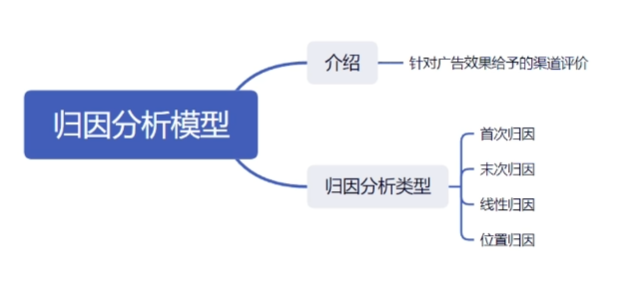 归因分析模型
介绍
针对广告效果给予的渠道评价
归因分析类型
首次归因
末次归因
线性归因
位置归因